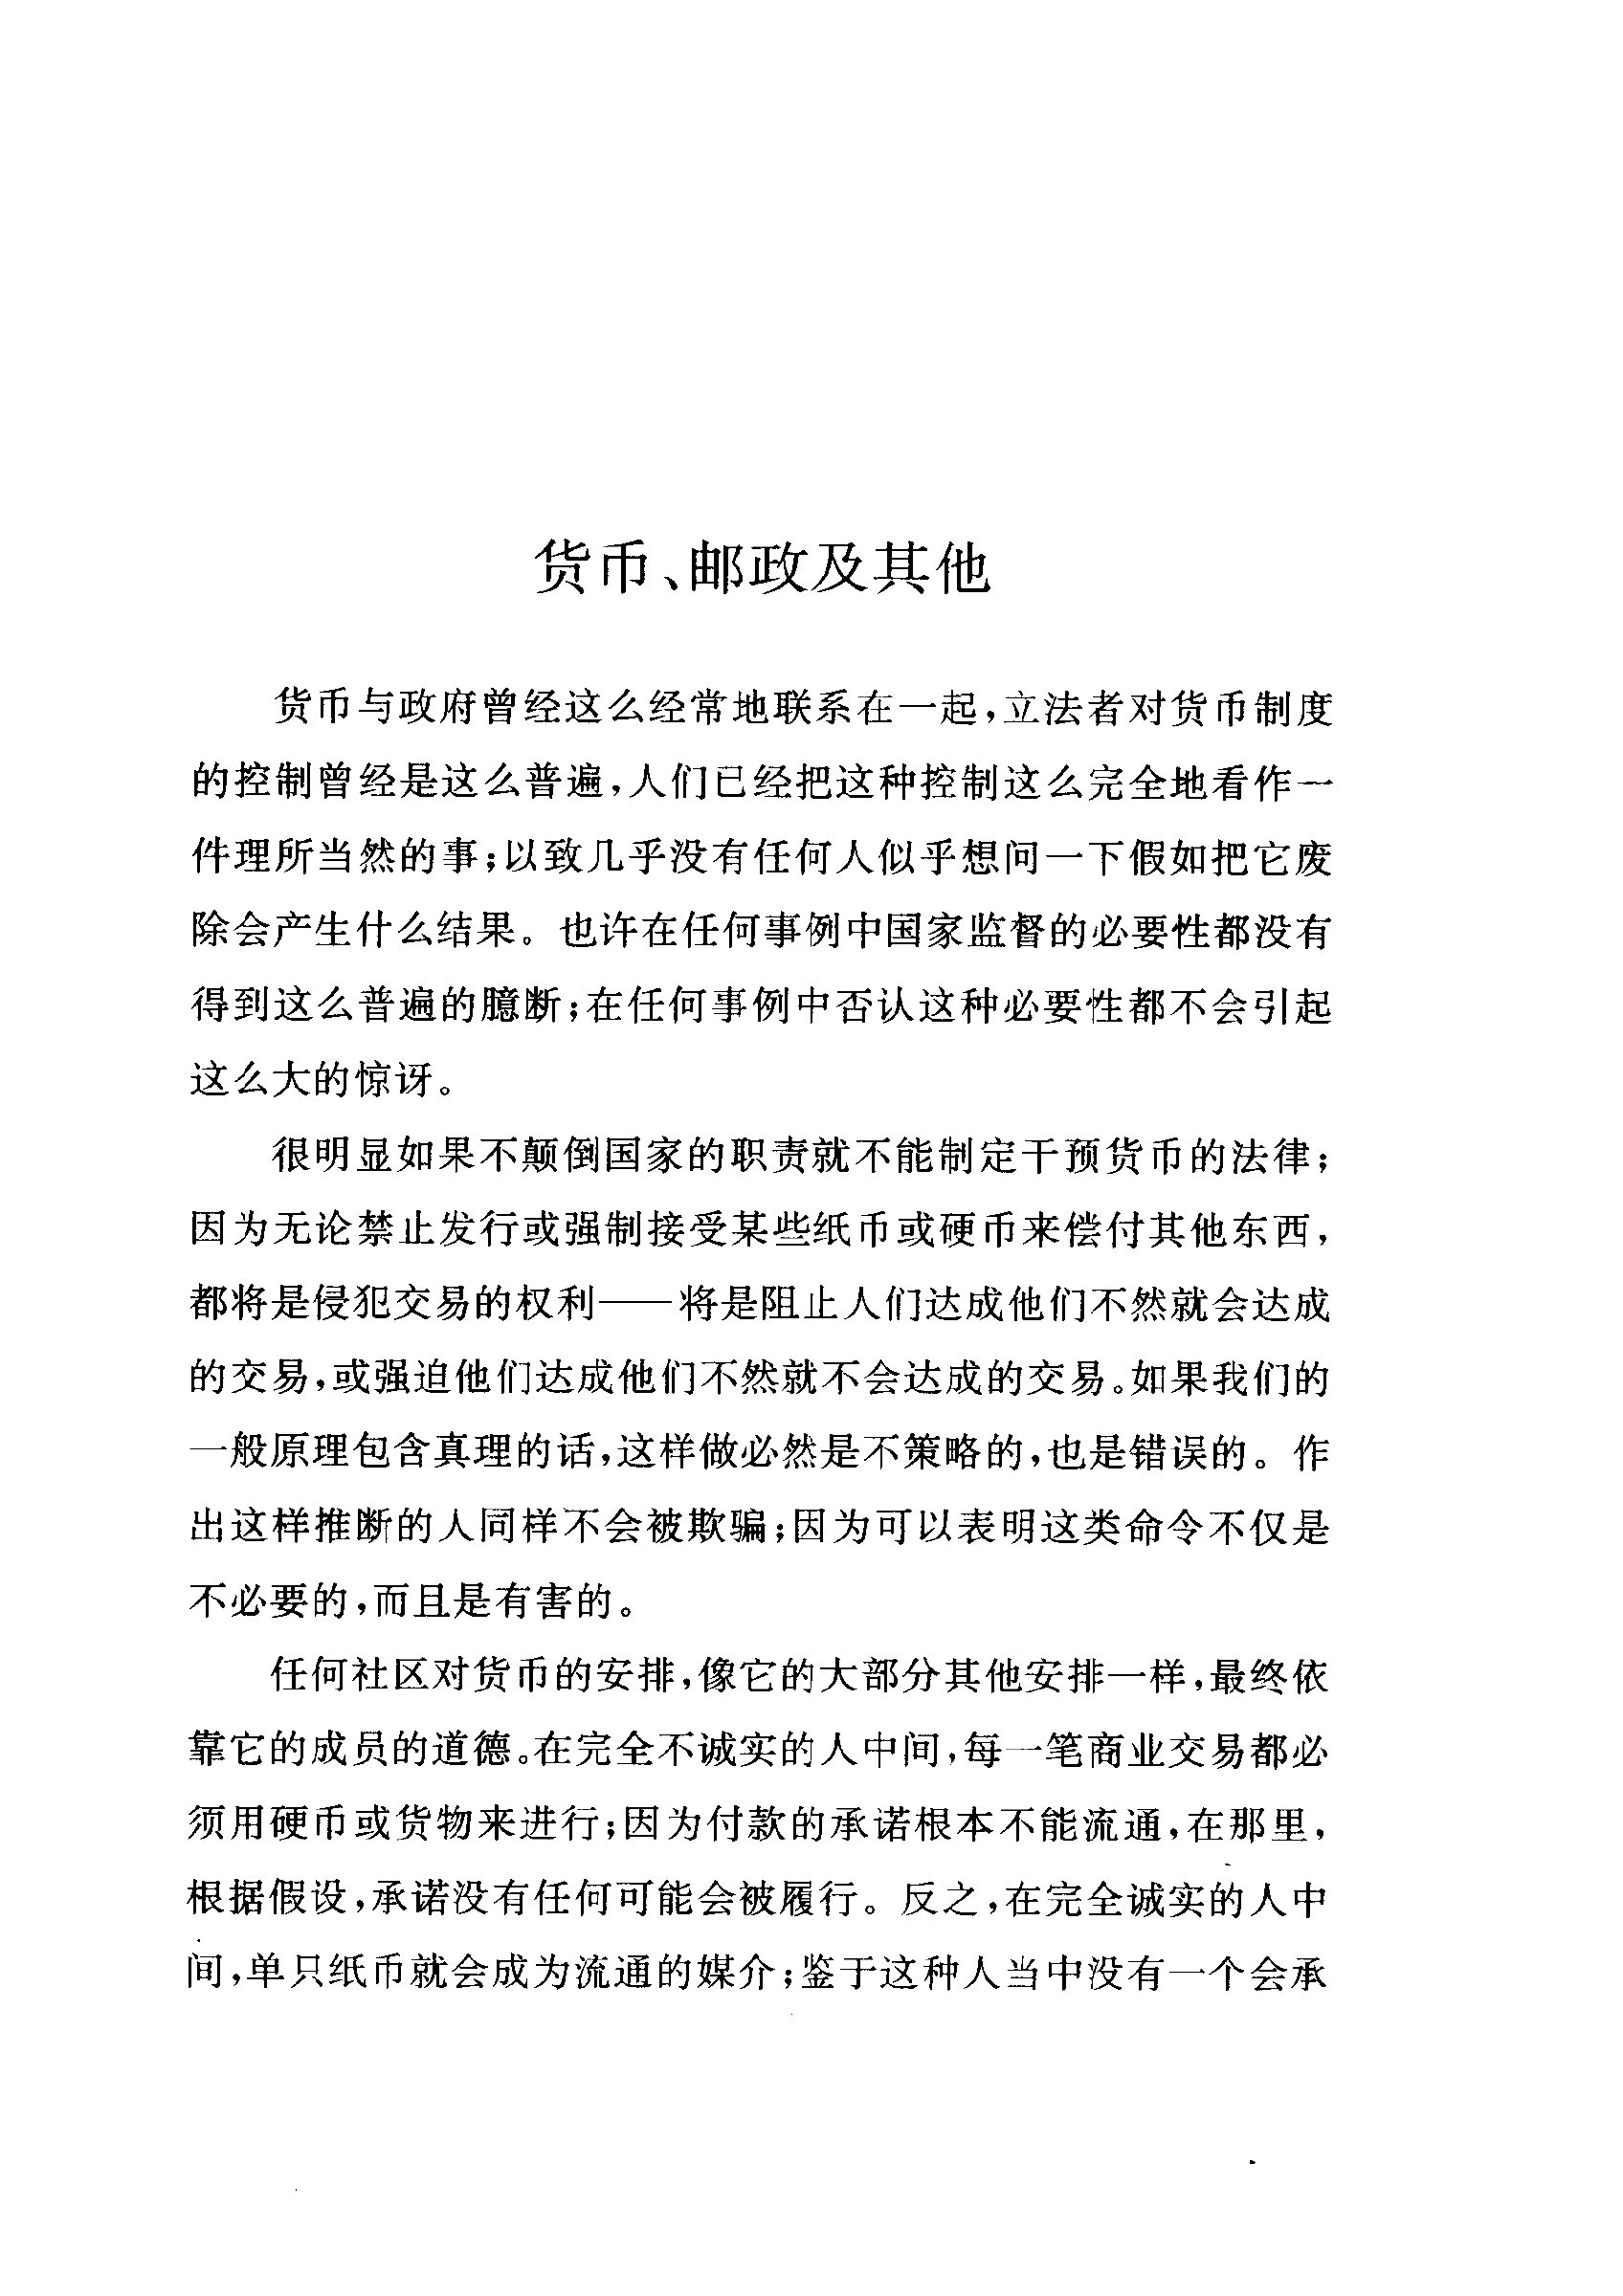 货币、邮政及其他
货币与政府曾经这么经常地联系在一起,立法者对货币制度
的控制曾经是这么普遍,人们已经把这种控制这么完全地看作一
件理所当然的事;以致几乎没有任何人似乎想问一下假如把它废
除会产生什么结果。也许在任何事例中国家监督的必要性都没有
得到这么普遍的臆断;在任何事例中否认这种必要性都不会引起
这么大的惊讶。
很明显如果不颠倒国家的职责就不能制定干预货币的法律;
因为无论禁止发行或强制接受某些纸币或硬币来偿付其他东西,
都将是侵犯交易的权利——将是阻止人们达成他们不然就会达成
的交易,或强迫他们达成他们不然就不会达成的交易。如果我们的
一般原理包含真理的话,这样做必然是不策略的,也是错误的。作
出这样推断的人同样不会被欺骗;因为可以表明这类命令不仅是
不必要的,而且是有害的。
任何社区对货币的安排,像它的大部分其他安排一样,最终依
靠它的成员的道德。在完全不诚实的人中间,每一笔商业交易都必
须用硬币或货物来进行;因为付款的承诺根本不能流通,在那里,
根据假设,承诺没有任何可能会被履行。反之,在完全诚实的人中
间,单只纸币就会成为流通的媒介;鉴于这种人当中没有一个会承